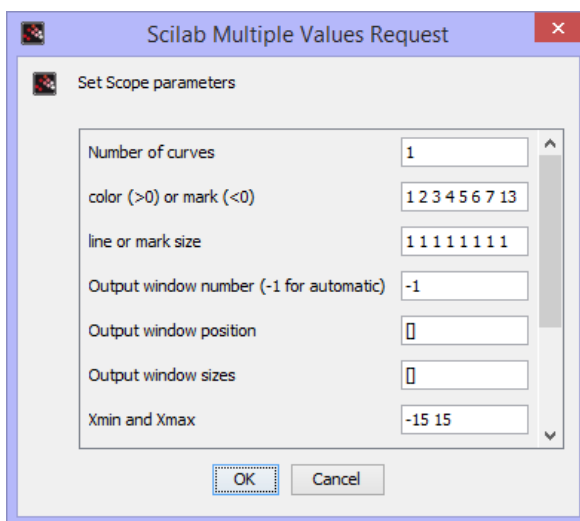 Scilab Multiple Values Request
Set Scope parameters
Number of curves 1
color (>0) or mark (<0) 1 2 3 4 5 6 7 13
line or mark size 1 1 1 1 1 1 1 1
Output window number (-1 for automatic) -1
Output window position []
Output window sizes []
Xmin and Xmax -15 15
OK Cancel